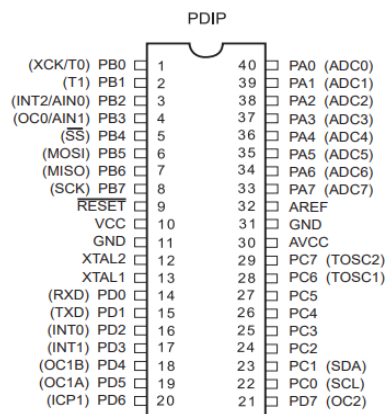 PDIP
(XCK/T0) PB0 1 40 PA0 (ADC0)
(T1) PB1 2 39 PA1 (ADC1)
(INT2/AIN0) PB2 3 38 PA2 (ADC2)
(OC0/AIN1) PB3 4 37 PA3 (ADC3)
(S̅S̅) PB4 5 36 PA4 (ADC4)
(MOSI) PB5 6 35 PA5 (ADC5)
(MISO) PB6 7 34 PA6 (ADC6)
(SCK) PB7 8 33 PA7 (ADC7)
R̅E̅S̅E̅T̅ 9 32 AREF
VCC 10 31 GND
GND 11 30 AVCC
XTAL2 12 29 PC7 (TOSC2)
XTAL1 13 28 PC6 (TOSC1)
(RXD) PD0 14 27 PC5
(TXD) PD1 15 26 PC4
(INT0) PD2 16 25 PC3
(INT1) PD3 17 24 PC2
(OC1B) PD4 18 23 PC1 (SDA)
(OC1A) PD5 19 22 PC0 (SCL)
(ICP1) PD6 20 21 PD7 (OC2)